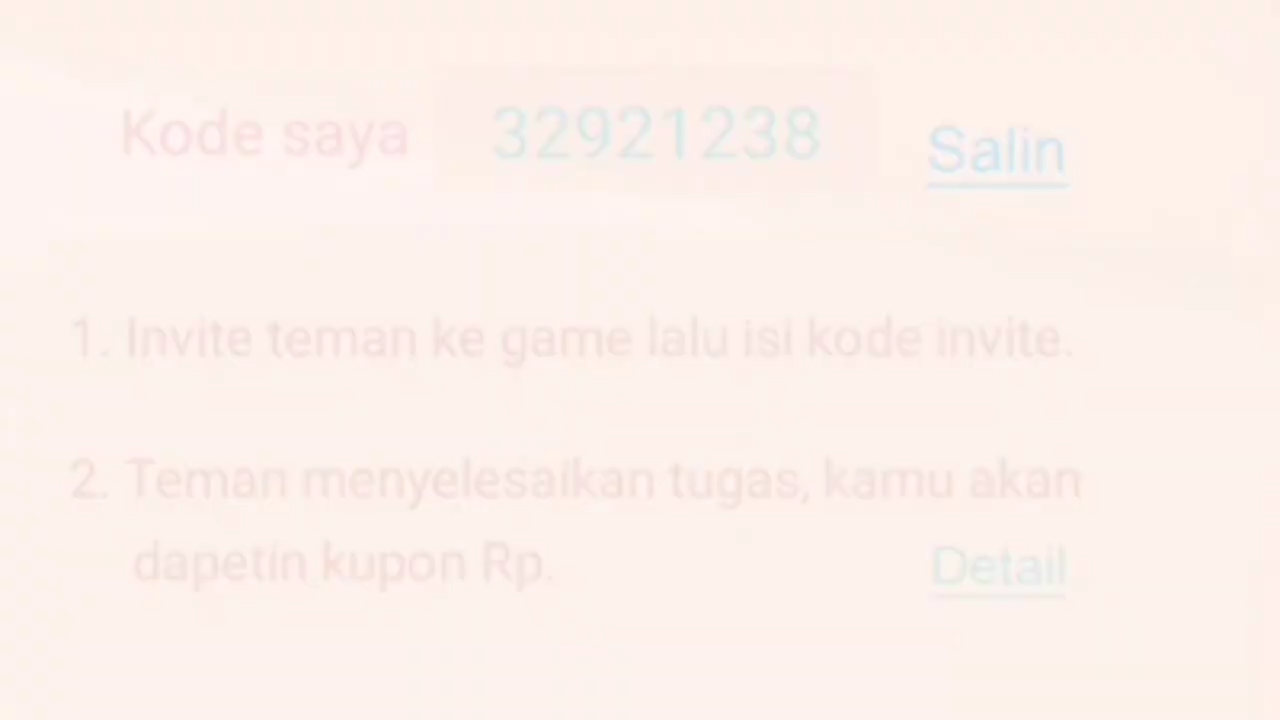 Kode saya 32921238 Salin
1. Invite teman ke game lalu isi kode invite.
2. Teman menyelesaikan tugas, kamu akan
dapetin kupon Rp. Detail